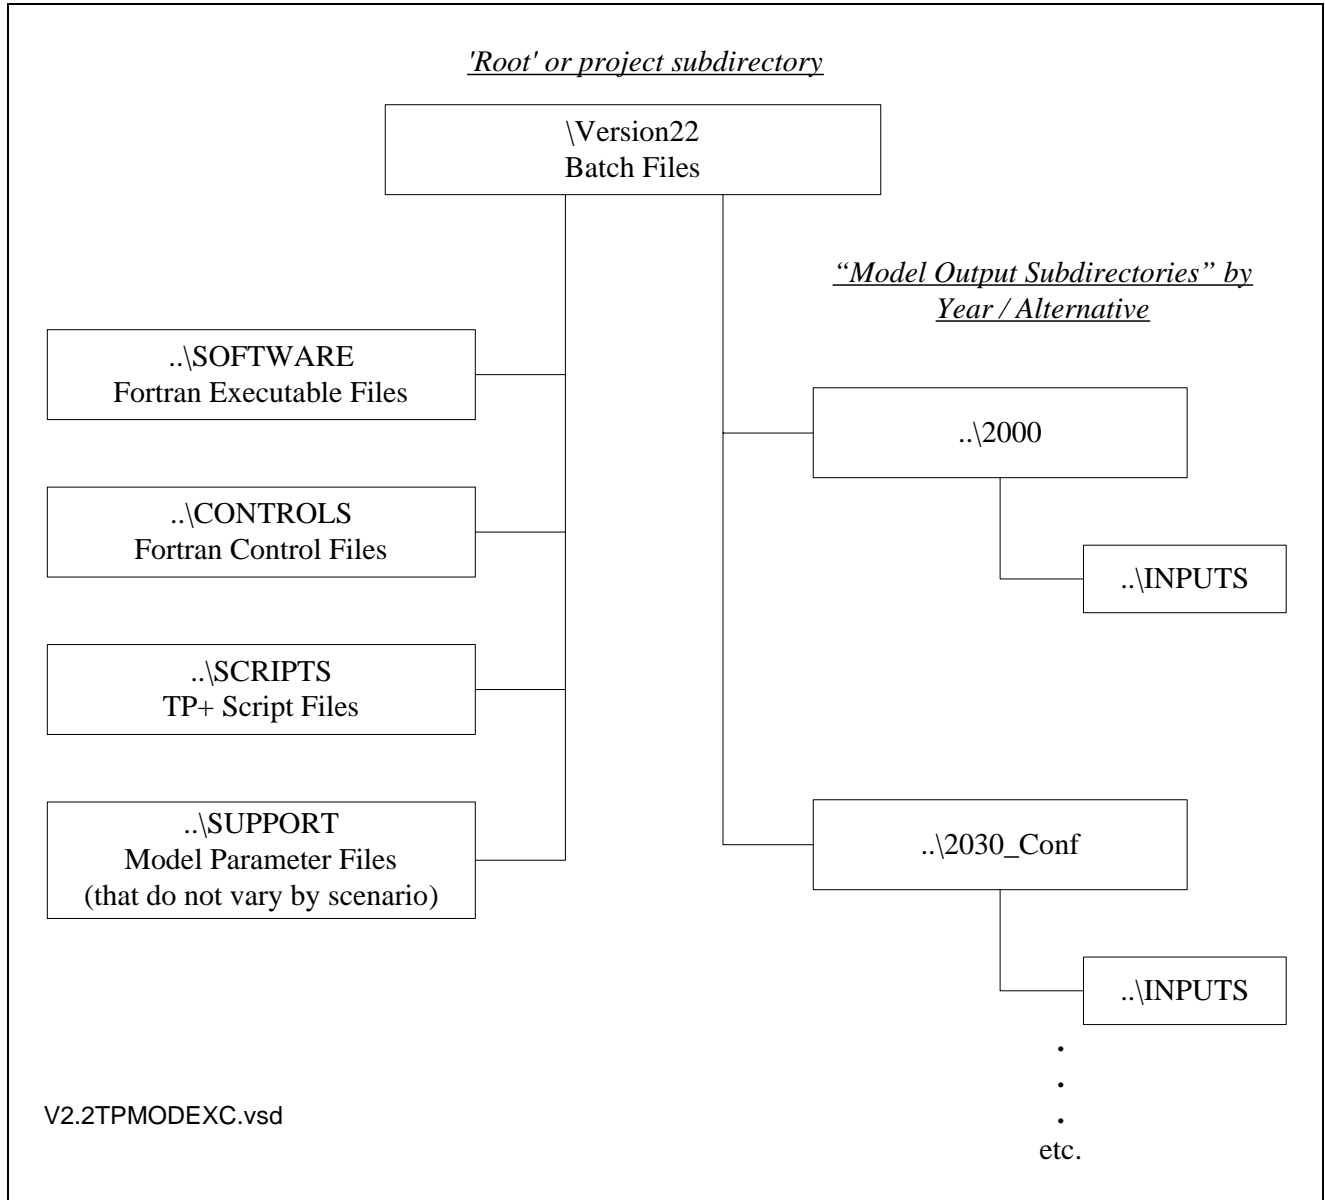 'Root' or project subdirectory
\Version22
Batch Files
“Model Output Subdirectories” by
Year / Alternative
..\SOFTWARE
Fortran Executable Files
..\2000
..\CONTROLS
Fortran Control Files
..\INPUTS
..\SCRIPTS
TP+ Script Files
..\SUPPORT
Model Parameter Files
(that do not vary by scenario)
..\2030_Conf
..\INPUTS
.
.
.
etc.
V2.2TPMODEXC.vsd